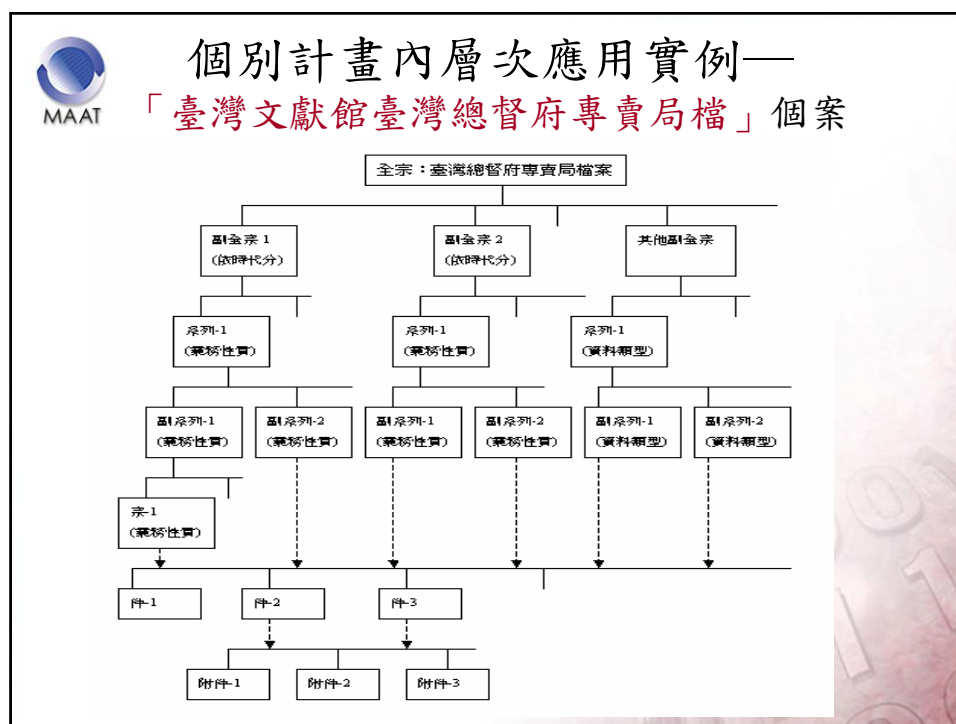 MAAT
個別計畫內層次應用實例—
「臺灣文獻館臺灣總督府專賣局檔」個案
全宗：臺灣總督府專賣局檔案
副全宗1
(依時代分)
副全宗2
(依時代分)
其他副全宗
系列-1
(業務性質)
系列-1
(業務性質)
系列-1
(資料類型)
副系列-1
(業務性質)
副系列-2
(業務性質)
副系列-1
(業務性質)
副系列-2
(業務性質)
副系列-1
(資料類型)
副系列-2
(資料類型)
宗-1
(業務性質)
件-1
件-2
件-3
附件-1
附件-2
附件-3